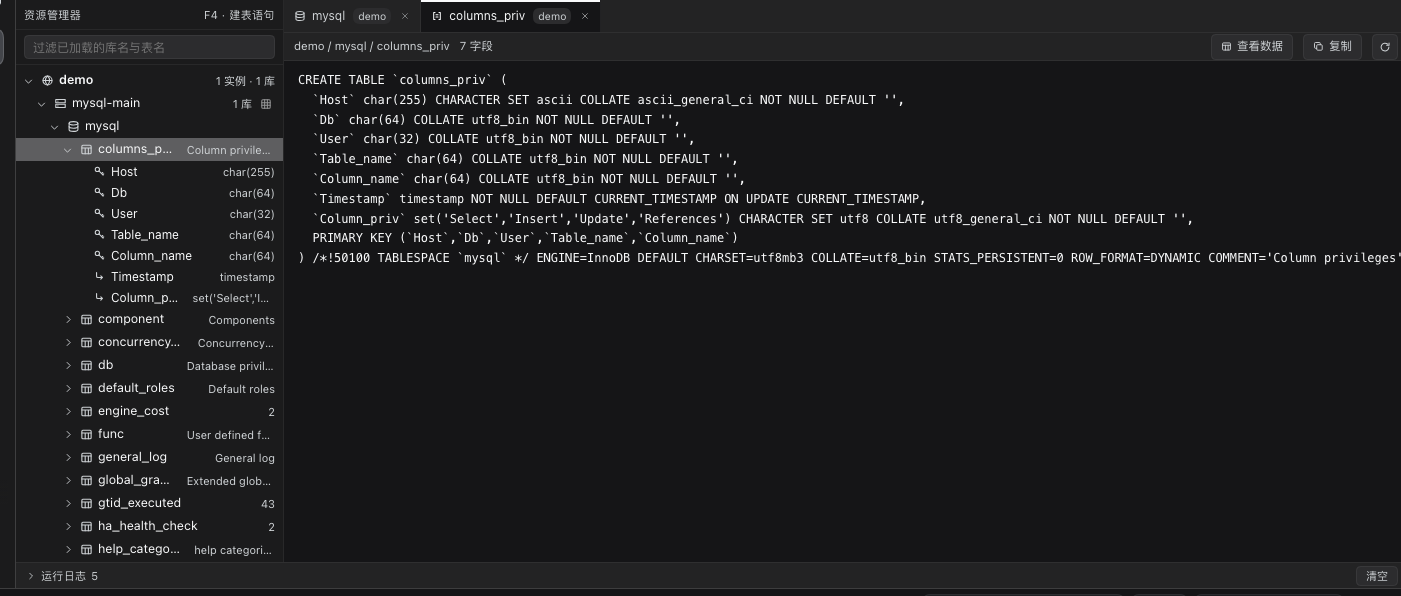 资源管理器 F4 · 建表语句
过滤已加载的库名与表名
demo 1 实例 · 1 库
mysql-main 1 库
mysql
columns_p... Column privile...
Host char(255)
Db char(64)
User char(32)
Table_name char(64)
Column_name char(64)
Timestamp timestamp
Column_p... set('Select','I...
component Components
concurrency... Concurrency...
db Database privil...
default_roles Default roles
engine_cost 2
func User defined f...
general_log General log
global_gra... Extended glob...
gtid_executed 43
ha_health_check 2
help_catego... help categori...
mysql demo ×
columns_priv demo ×
demo / mysql / columns_priv 7 字段 查看数据 复制
CREATE TABLE `columns_priv` (
  `Host` char(255) CHARACTER SET ascii COLLATE ascii_general_ci NOT NULL DEFAULT '',
  `Db` char(64) COLLATE utf8_bin NOT NULL DEFAULT '',
  `User` char(32) COLLATE utf8_bin NOT NULL DEFAULT '',
  `Table_name` char(64) COLLATE utf8_bin NOT NULL DEFAULT '',
  `Column_name` char(64) COLLATE utf8_bin NOT NULL DEFAULT '',
  `Timestamp` timestamp NOT NULL DEFAULT CURRENT_TIMESTAMP ON UPDATE CURRENT_TIMESTAMP,
  `Column_priv` set('Select','Insert','Update','References') CHARACTER SET utf8 COLLATE utf8_general_ci NOT NULL DEFAULT '',
  PRIMARY KEY (`Host`,`Db`,`User`,`Table_name`,`Column_name`)
) /*!50100 TABLESPACE `mysql` */ ENGINE=InnoDB DEFAULT CHARSET=utf8mb3 COLLATE=utf8_bin STATS_PERSISTENT=0 ROW_FORMAT=DYNAMIC COMMENT='Column privileges'
运行日志 5 清空